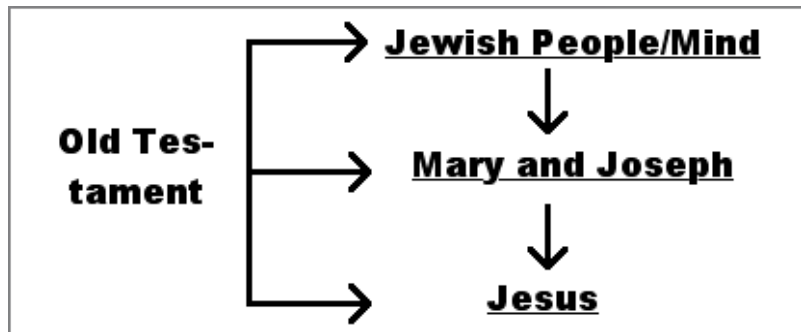 Jewish People/Mind
Old Tes-
tament
Mary and Joseph
Jesus